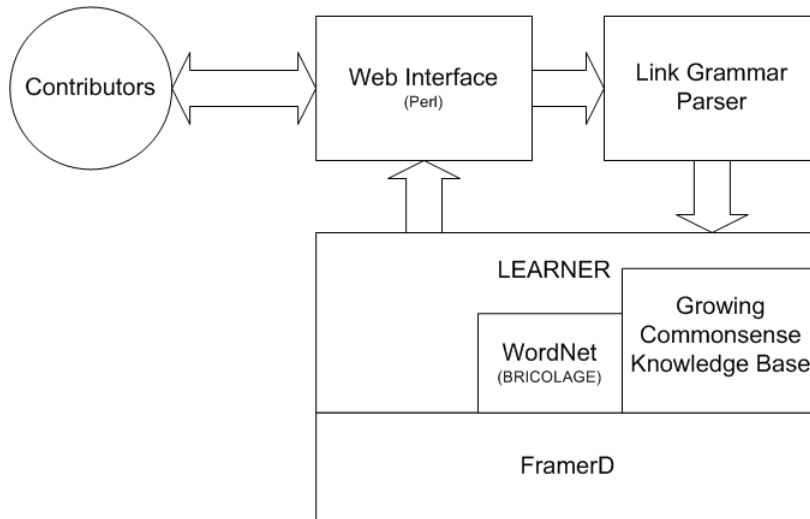 Contributors
Web Interface
(Perl)
Link Grammar
Parser
LEARNER
Growing
Commonsense
Knowledge Base
WordNet
(BRICOLAGE)
FramerD